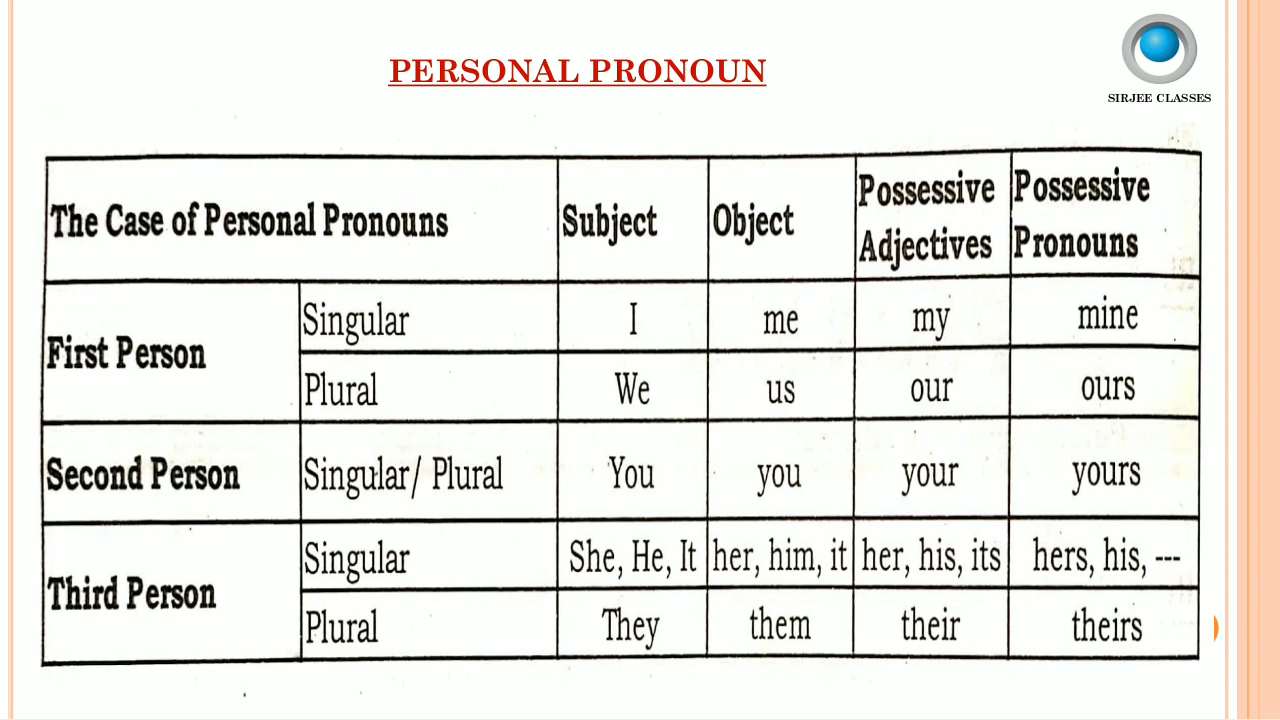 PERSONAL PRONOUN
SIRJEE CLASSES
The Case of Personal Pronouns Subject Object Possessive Adjectives Possessive Pronouns
First Person Singular I me my mine
Plural We us our ours
Second Person Singular/ Plural You you your yours
Third Person Singular She, He, It her, him, it her, his, its hers, his, ---
Plural They them their theirs